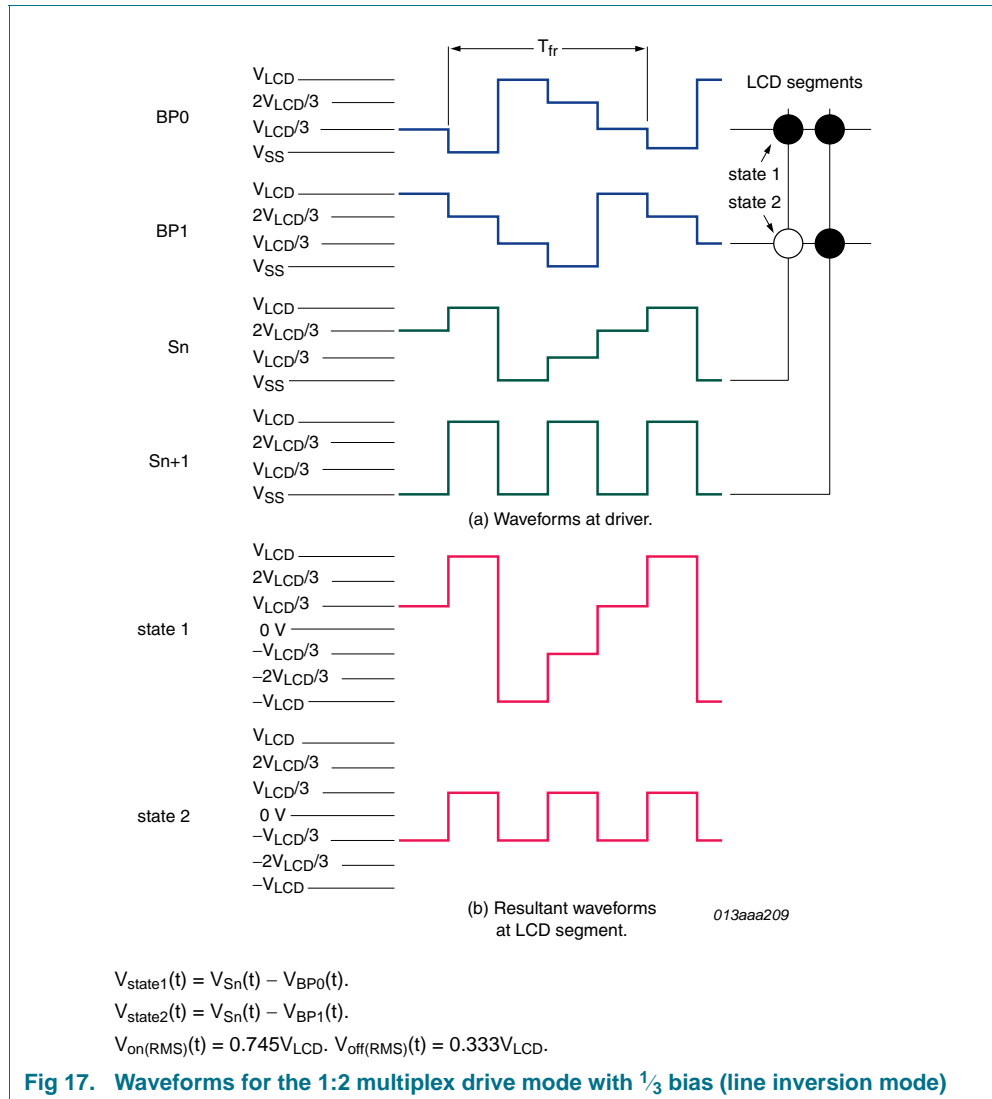 T_fr
V_LCD
2V_LCD/3
BP0
V_LCD/3
V_SS
LCD segments
state 1
state 2
V_LCD
2V_LCD/3
BP1
V_LCD/3
V_SS
V_LCD
2V_LCD/3
Sn
V_LCD/3
V_SS
V_LCD
2V_LCD/3
Sn+1
V_LCD/3
V_SS
(a) Waveforms at driver.
V_LCD
2V_LCD/3
V_LCD/3
state 1
0 V
−V_LCD/3
−2V_LCD/3
−V_LCD
V_LCD
2V_LCD/3
V_LCD/3
state 2
0 V
−V_LCD/3
−2V_LCD/3
−V_LCD
(b) Resultant waveforms
at LCD segment.
013aaa209
V_state1(t) = V_Sn(t) − V_BP0(t).
V_state2(t) = V_Sn(t) − V_BP1(t).
V_on(RMS)(t) = 0.745V_LCD. V_off(RMS)(t) = 0.333V_LCD.
Fig 17. Waveforms for the 1:2 multiplex drive mode with 1⁄3 bias (line inversion mode)